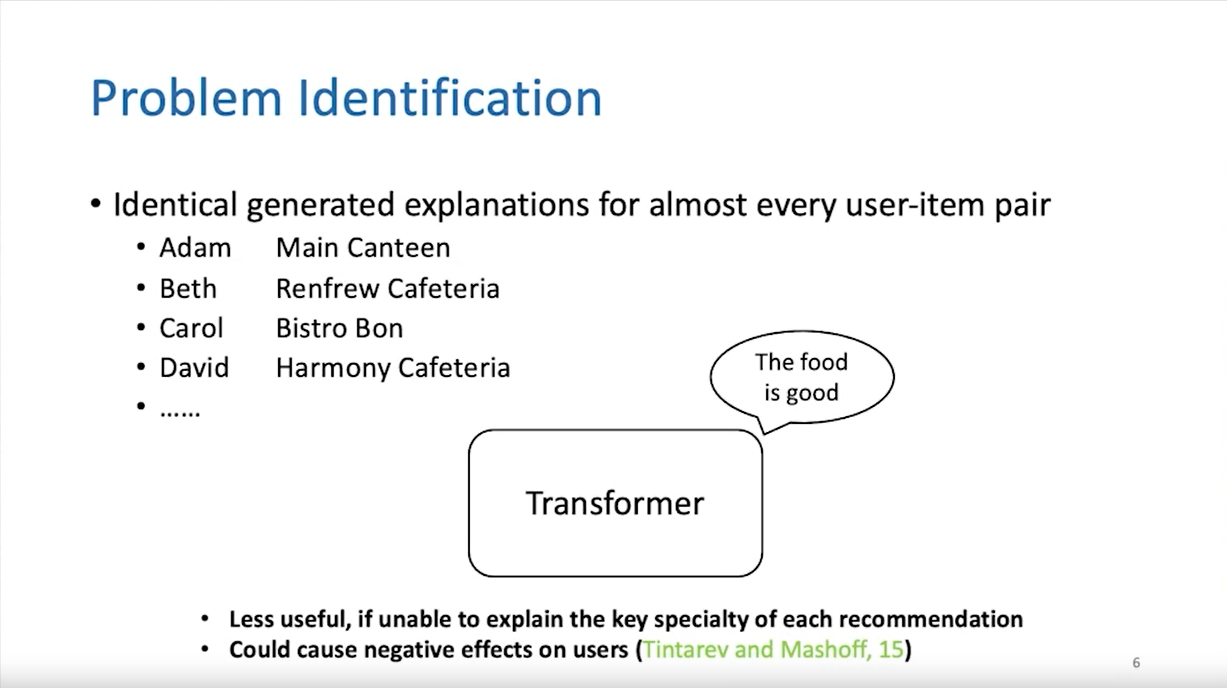 Problem Identification
• Identical generated explanations for almost every user-item pair
• Adam Main Canteen
• Beth Renfrew Cafeteria
• Carol Bistro Bon
• David Harmony Cafeteria
• ......
The food
is good
Transformer
• Less useful, if unable to explain the key specialty of each recommendation
• Could cause negative effects on users (Tintarev and Mashoff, 15)
6